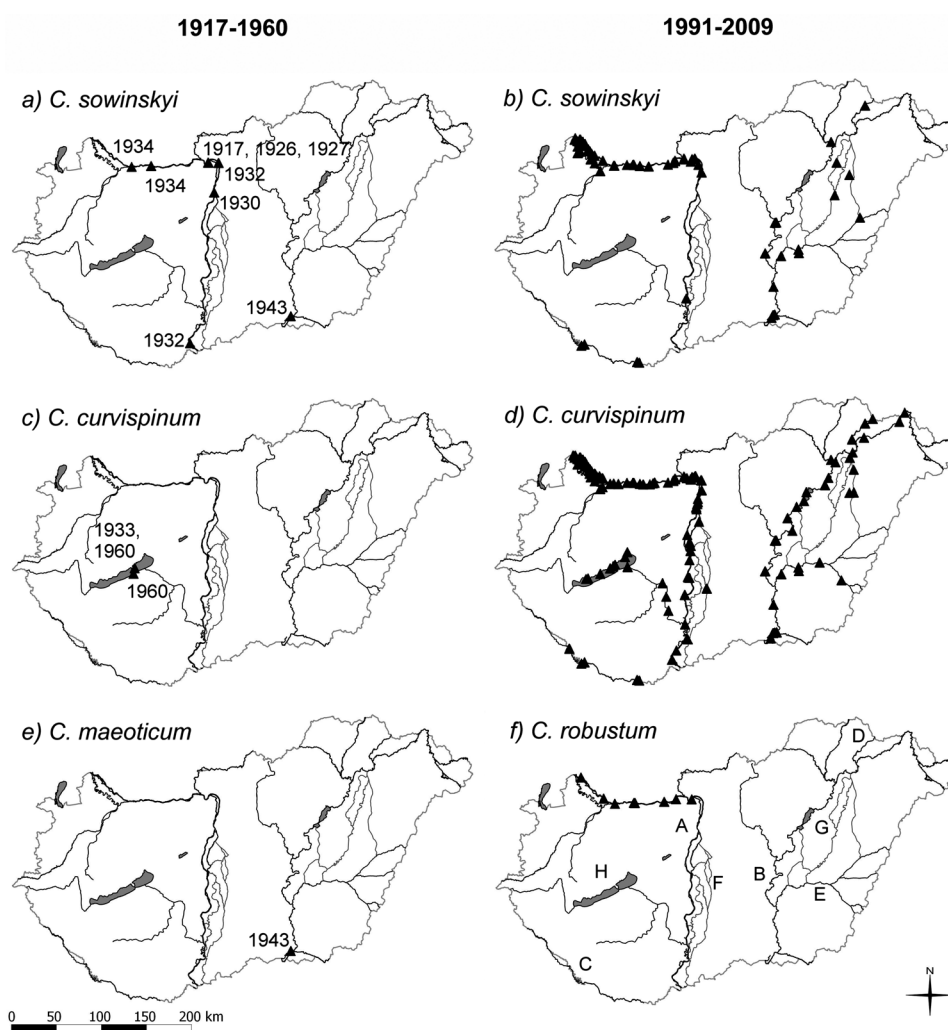 1917-1960
1991-2009
a) C. sowinskyi
1934
1917, 1926, 1927
1932
1934
1930
1943
1932
b) C. sowinskyi
c) C. curvispinum
1933,
1960
1960
d) C. curvispinum
e) C. maeoticum
1943
0 50 100 150 200 km
f) C. robustum
D
A
G
H
F
B
E
C
N